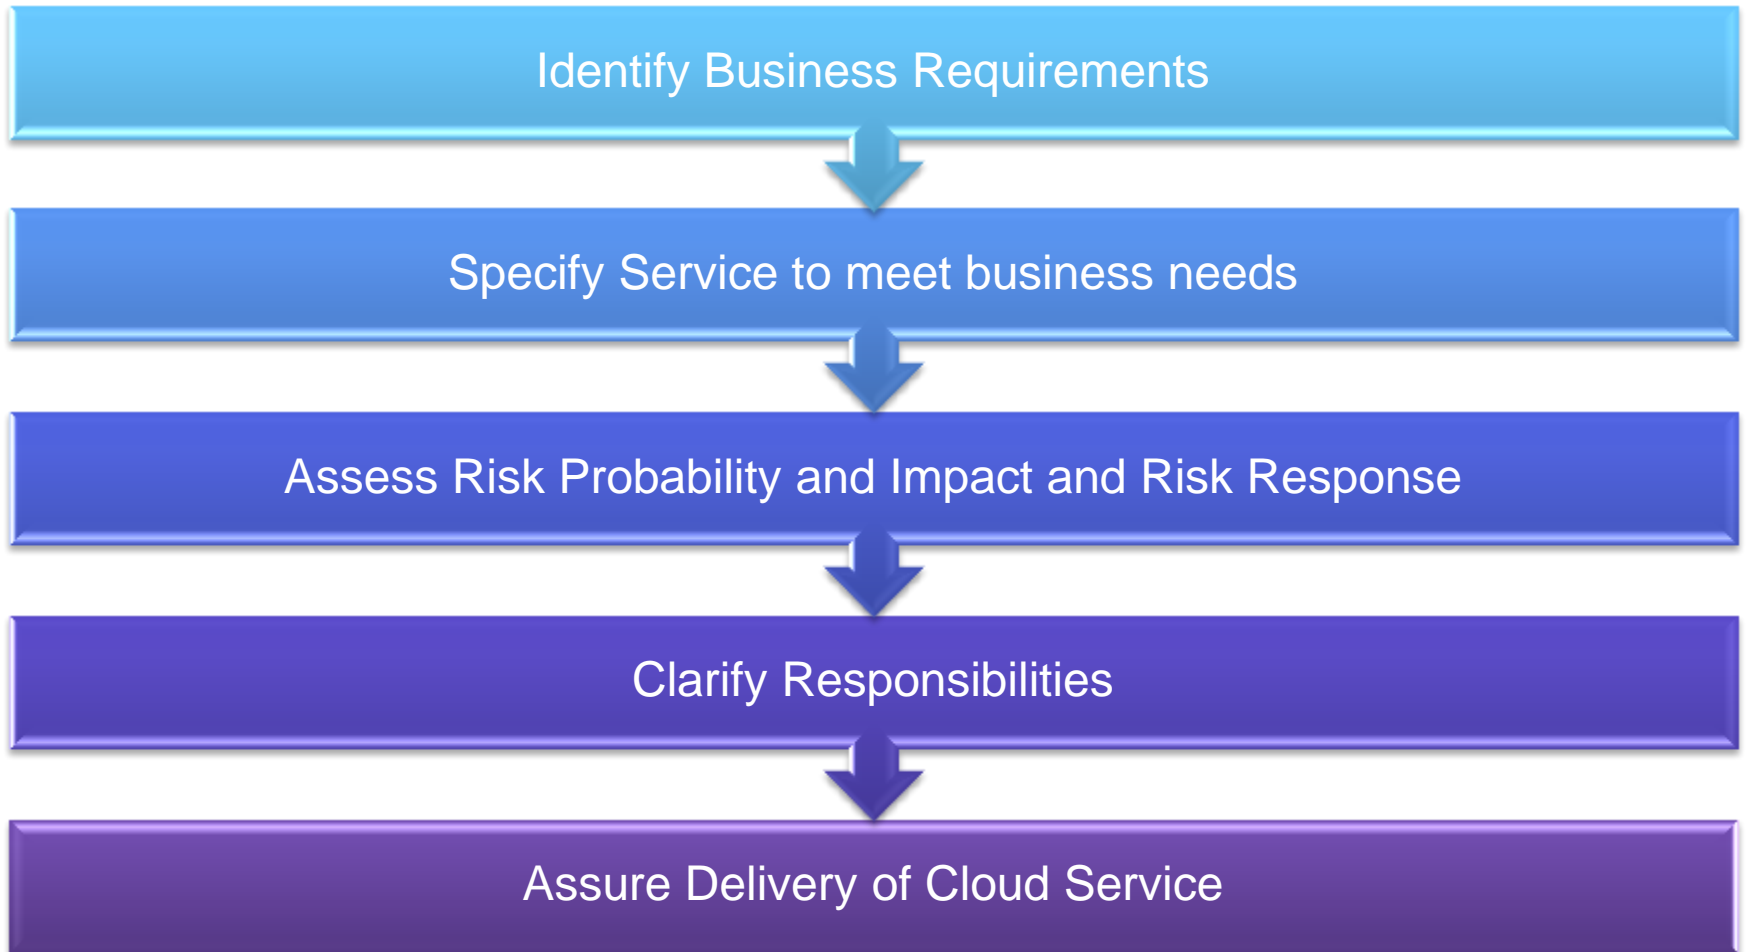 Identify Business Requirements
Specify Service to meet business needs
Assess Risk Probability and Impact and Risk Response
Clarify Responsibilities
Assure Delivery of Cloud Service